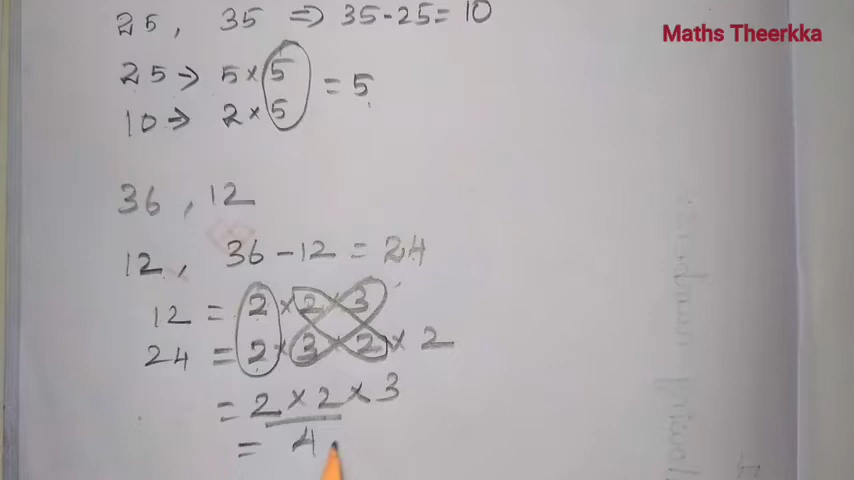 25, 35 ⇒ 35-25= 10
Maths Theerkka
25 → 5×5 = 5
10 → 2×5
36, 12
12, 36-12 = 24
12 = 2×2×3
24 = 2×3×2×2
= 2×2×3
= 4